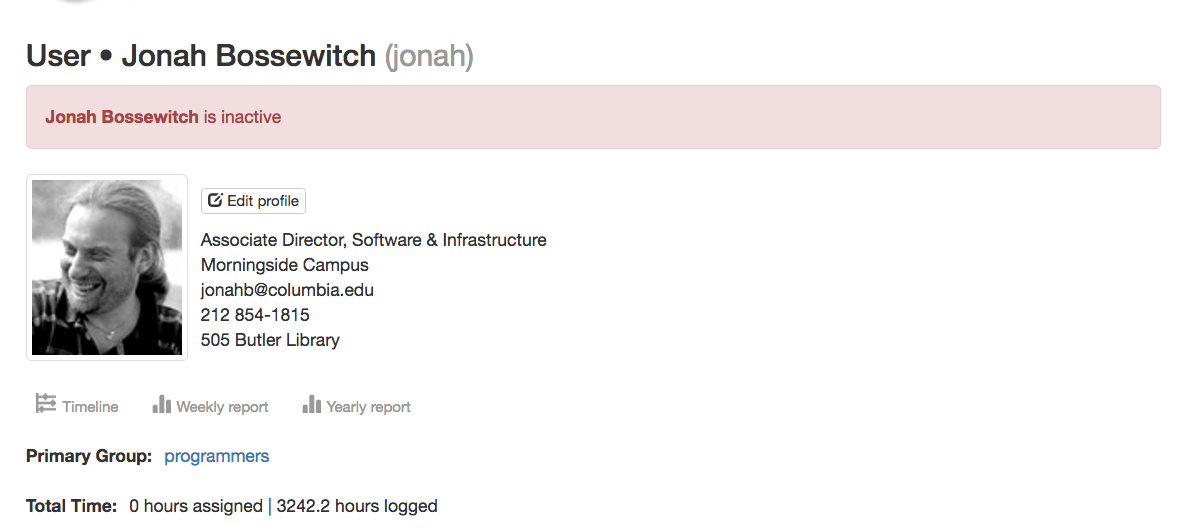 User • Jonah Bossewitch (jonah)
Jonah Bossewitch is inactive
Edit profile
Associate Director, Software & Infrastructure
Morningside Campus
jonahb@columbia.edu
212 854-1815
505 Butler Library
Timeline Weekly report Yearly report
Primary Group: programmers
Total Time: 0 hours assigned | 3242.2 hours logged